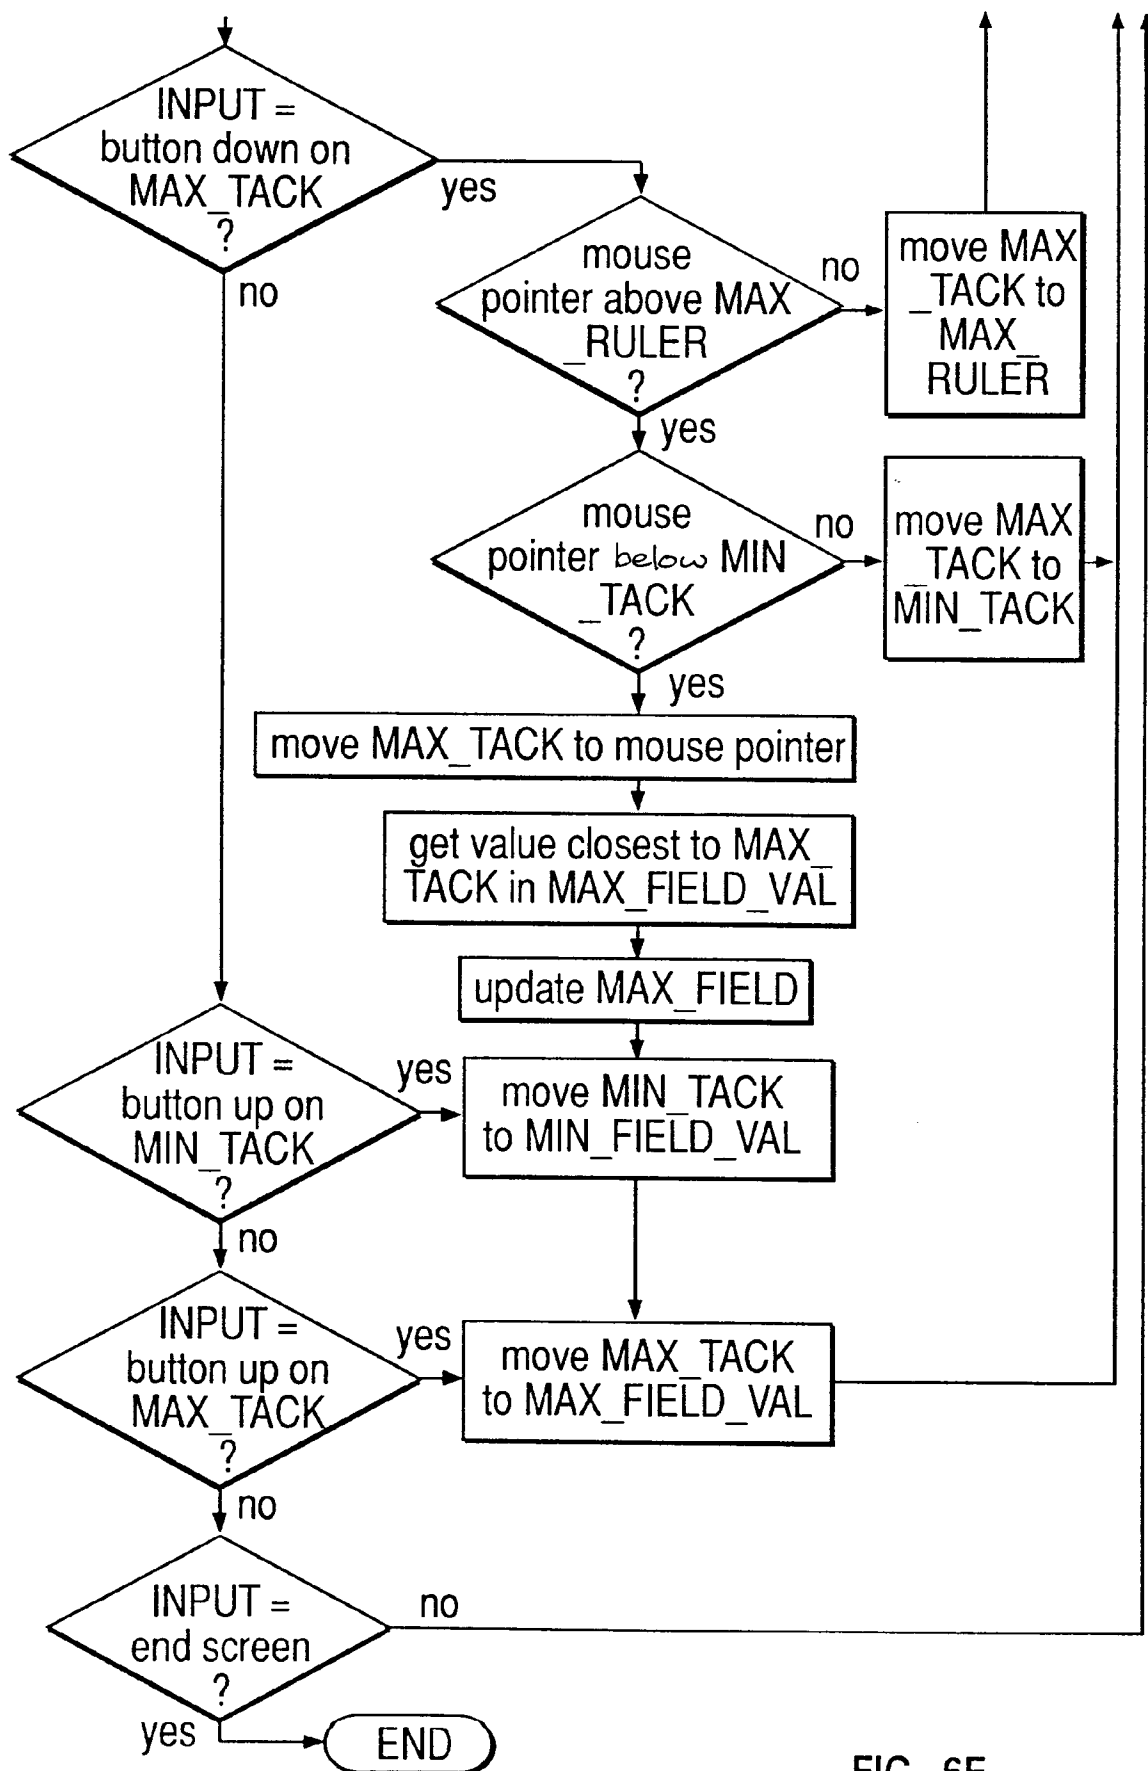 INPUT =
button down on
MAX_TACK
?
yes
no
mouse
pointer above MAX
_RULER
?
no
move MAX
_TACK to
MAX_
RULER
yes
mouse
pointer below MIN
_TACK
?
no
move MAX
_TACK to
MIN_TACK
yes
move MAX_TACK to mouse pointer
get value closest to MAX_
TACK in MAX_FIELD_VAL
update MAX_FIELD
INPUT =
button up on
MIN_TACK
?
yes
move MIN_TACK
to MIN_FIELD_VAL
no
INPUT =
button up on
MAX_TACK
?
yes
move MAX_TACK
to MAX_FIELD_VAL
no
INPUT =
end screen
?
no
yes
END